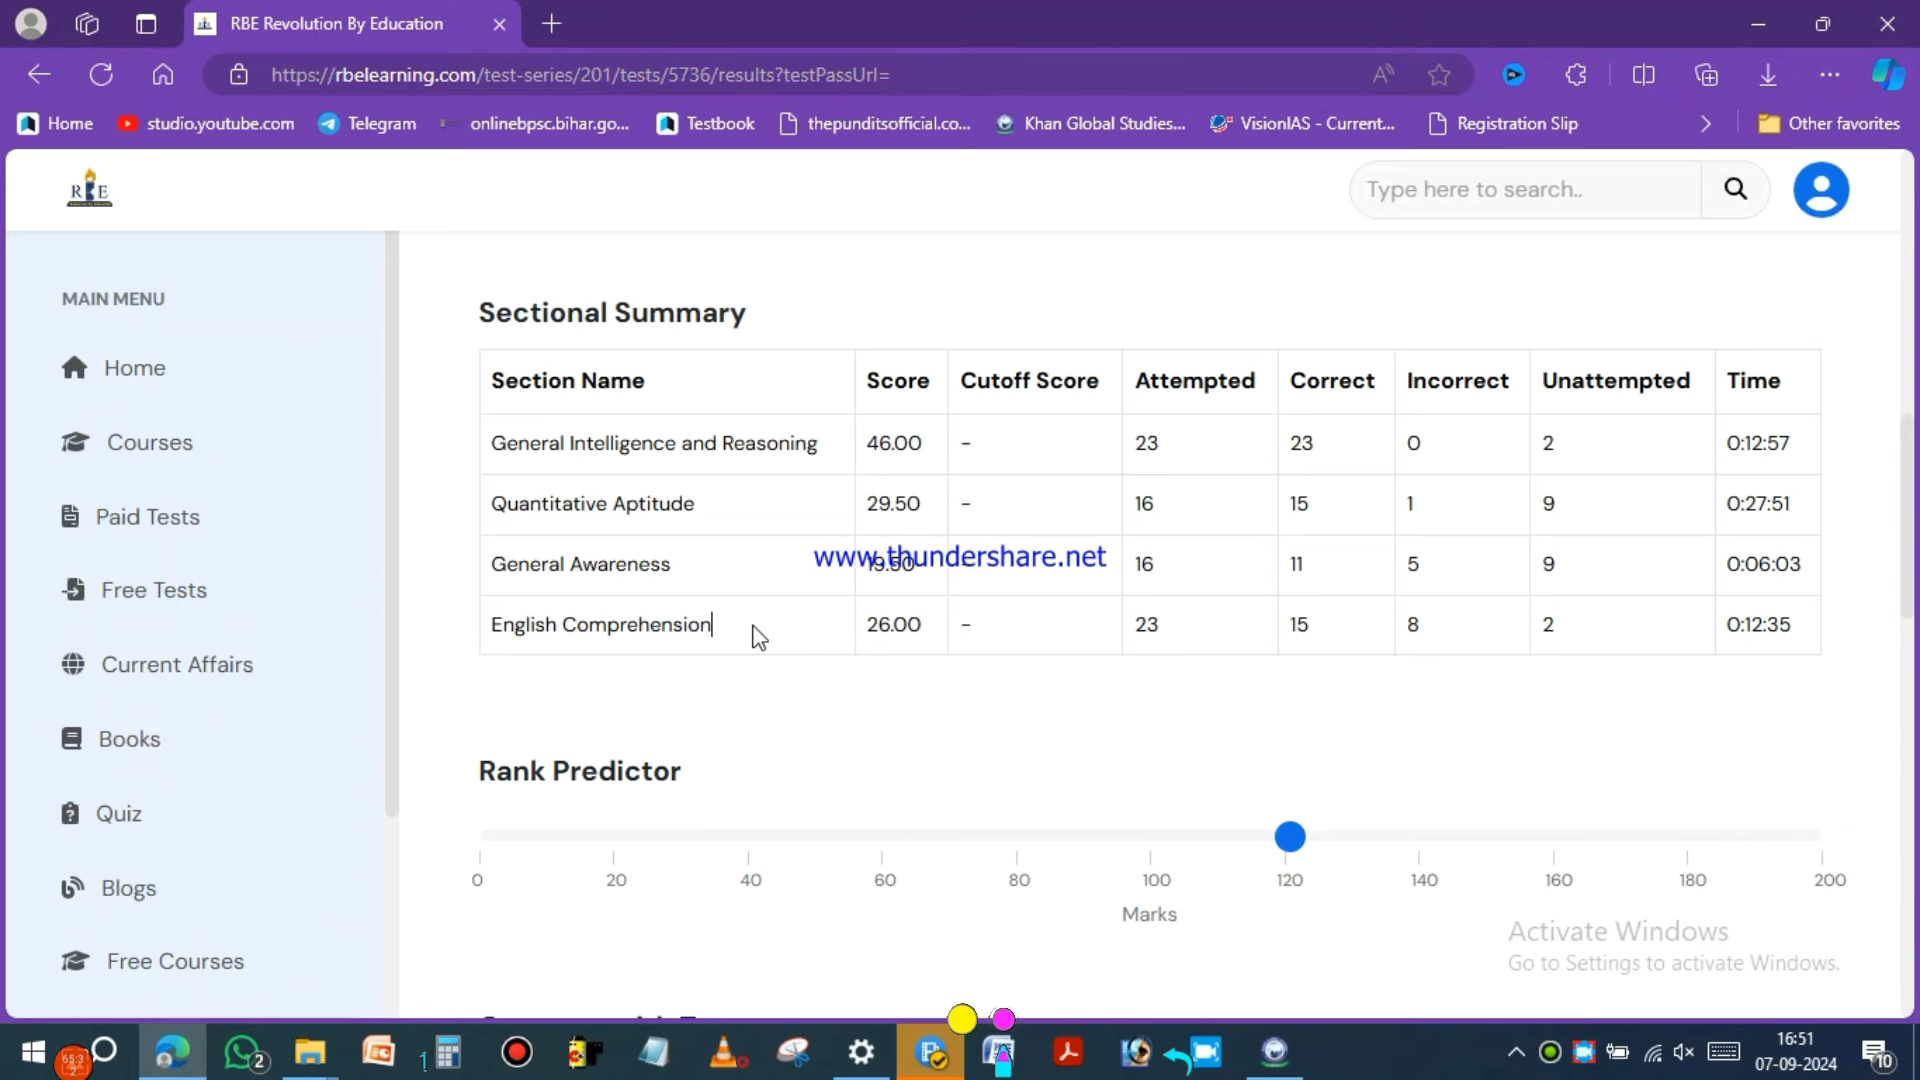 RBE Revolution By Education
https://rbelearning.com/test-series/201/tests/5736/results?testPassUrl=
Home studio.youtube.com Telegram onlinebpsc.bihar.go... Testbook thepunditsofficial.co... Khan Global Studies... VisionIAS - Current... Registration Slip Other favorites
RBE
Type here to search..
MAIN MENU
Home
Courses
Paid Tests
Free Tests
Current Affairs
Books
Quiz
Blogs
Free Courses
Sectional Summary
Section Name Score Cutoff Score Attempted Correct Incorrect Unattempted Time
General Intelligence and Reasoning 46.00 - 23 23 0 2 0:12:57
Quantitative Aptitude 29.50 - 16 15 1 9 0:27:51
www.thundershare.net
General Awareness 19.50 - 16 11 5 9 0:06:03
English Comprehension 26.00 - 23 15 8 2 0:12:35
Rank Predictor
0 20 40 60 80 100 120 140 160 180 200
Marks
Activate Windows
Go to Settings to activate Windows.
2
1
16:51
07-09-2024
10